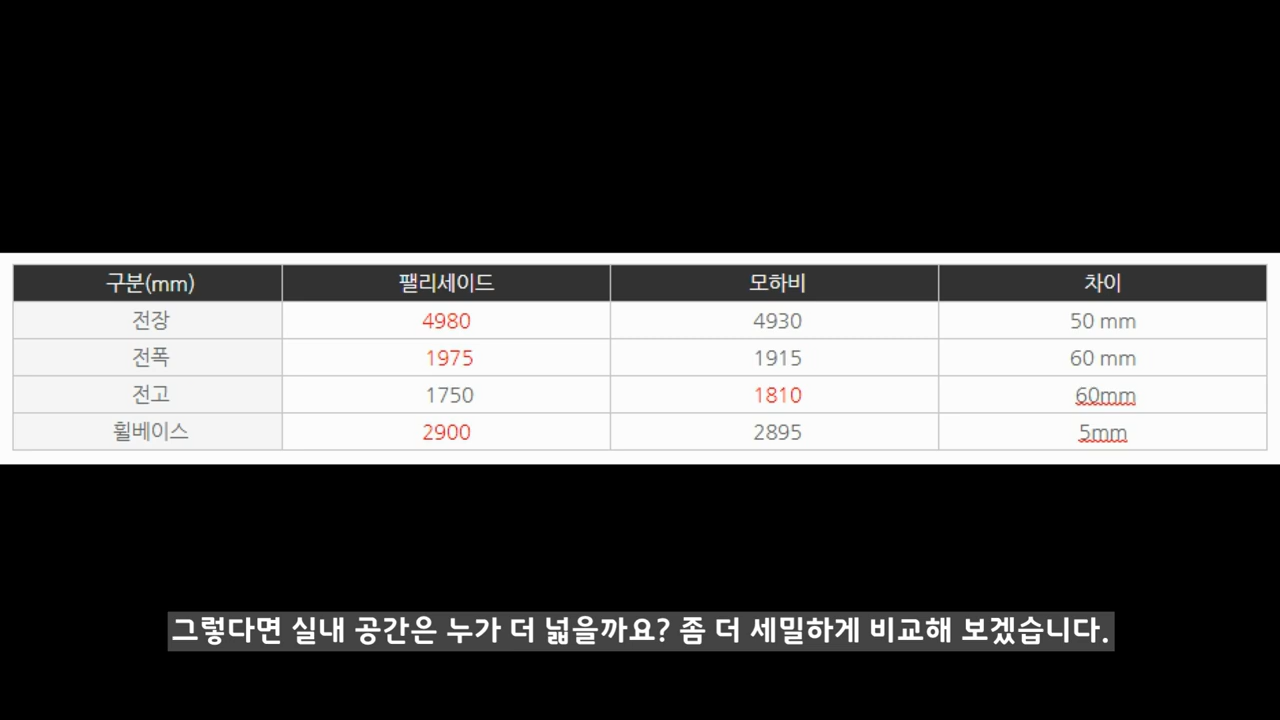 구분(mm) 팰리세이드 모하비 차이
전장 4980 4930 50 mm
전폭 1975 1915 60 mm
전고 1750 1810 60mm
휠베이스 2900 2895 5mm
그렇다면 실내 공간은 누가 더 넓을까요? 좀 더 세밀하게 비교해 보겠습니다.